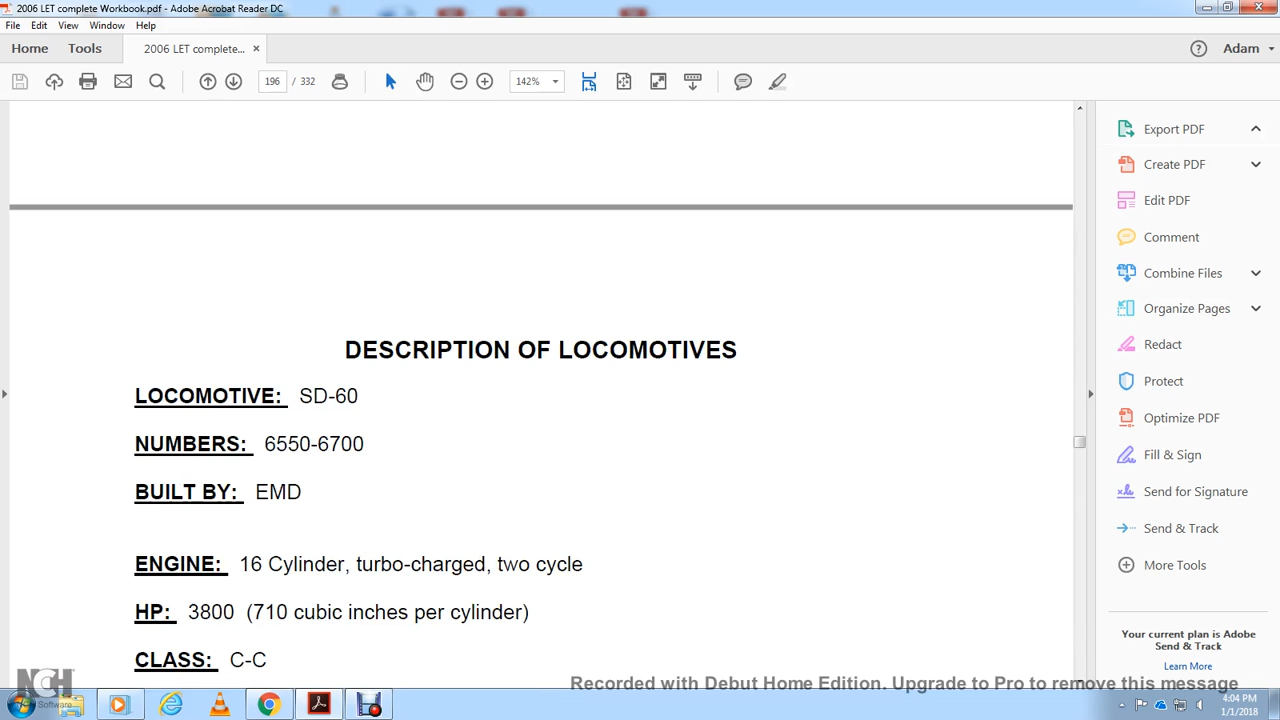 2006 LET complete Workbook.pdf - Adobe Acrobat Reader DC
File Edit View Window Help
Home Tools 2006 LET complete... × Adam
196 / 332 142%
Export PDF
Create PDF
Edit PDF
Comment
Combine Files
Organize Pages
Redact
Protect
Optimize PDF
Fill & Sign
Send for Signature
Send & Track
More Tools
Your current plan is Adobe
Send & Track
Learn More
DESCRIPTION OF LOCOMOTIVES
LOCOMOTIVE: SD-60
NUMBERS: 6550-6700
BUILT BY: EMD
ENGINE: 16 Cylinder, turbo-charged, two cycle
HP: 3800 (710 cubic inches per cylinder)
CLASS: C-C
NCH
Software
Recorded with Debut Home Edition. Upgrade to Pro to remove this message
4:04 PM
1/1/2018